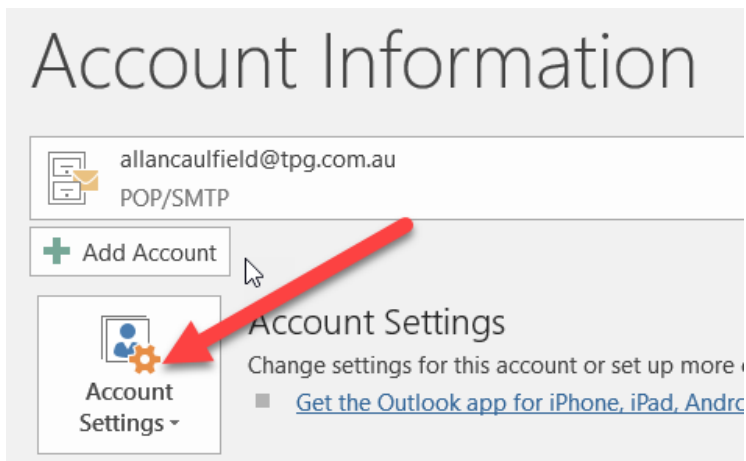 Account Information
allancaulfield@tpg.com.au
POP/SMTP
Add Account
Account Settings
Change settings for this account or set up more
Account
Settings
Get the Outlook app for iPhone, iPad,